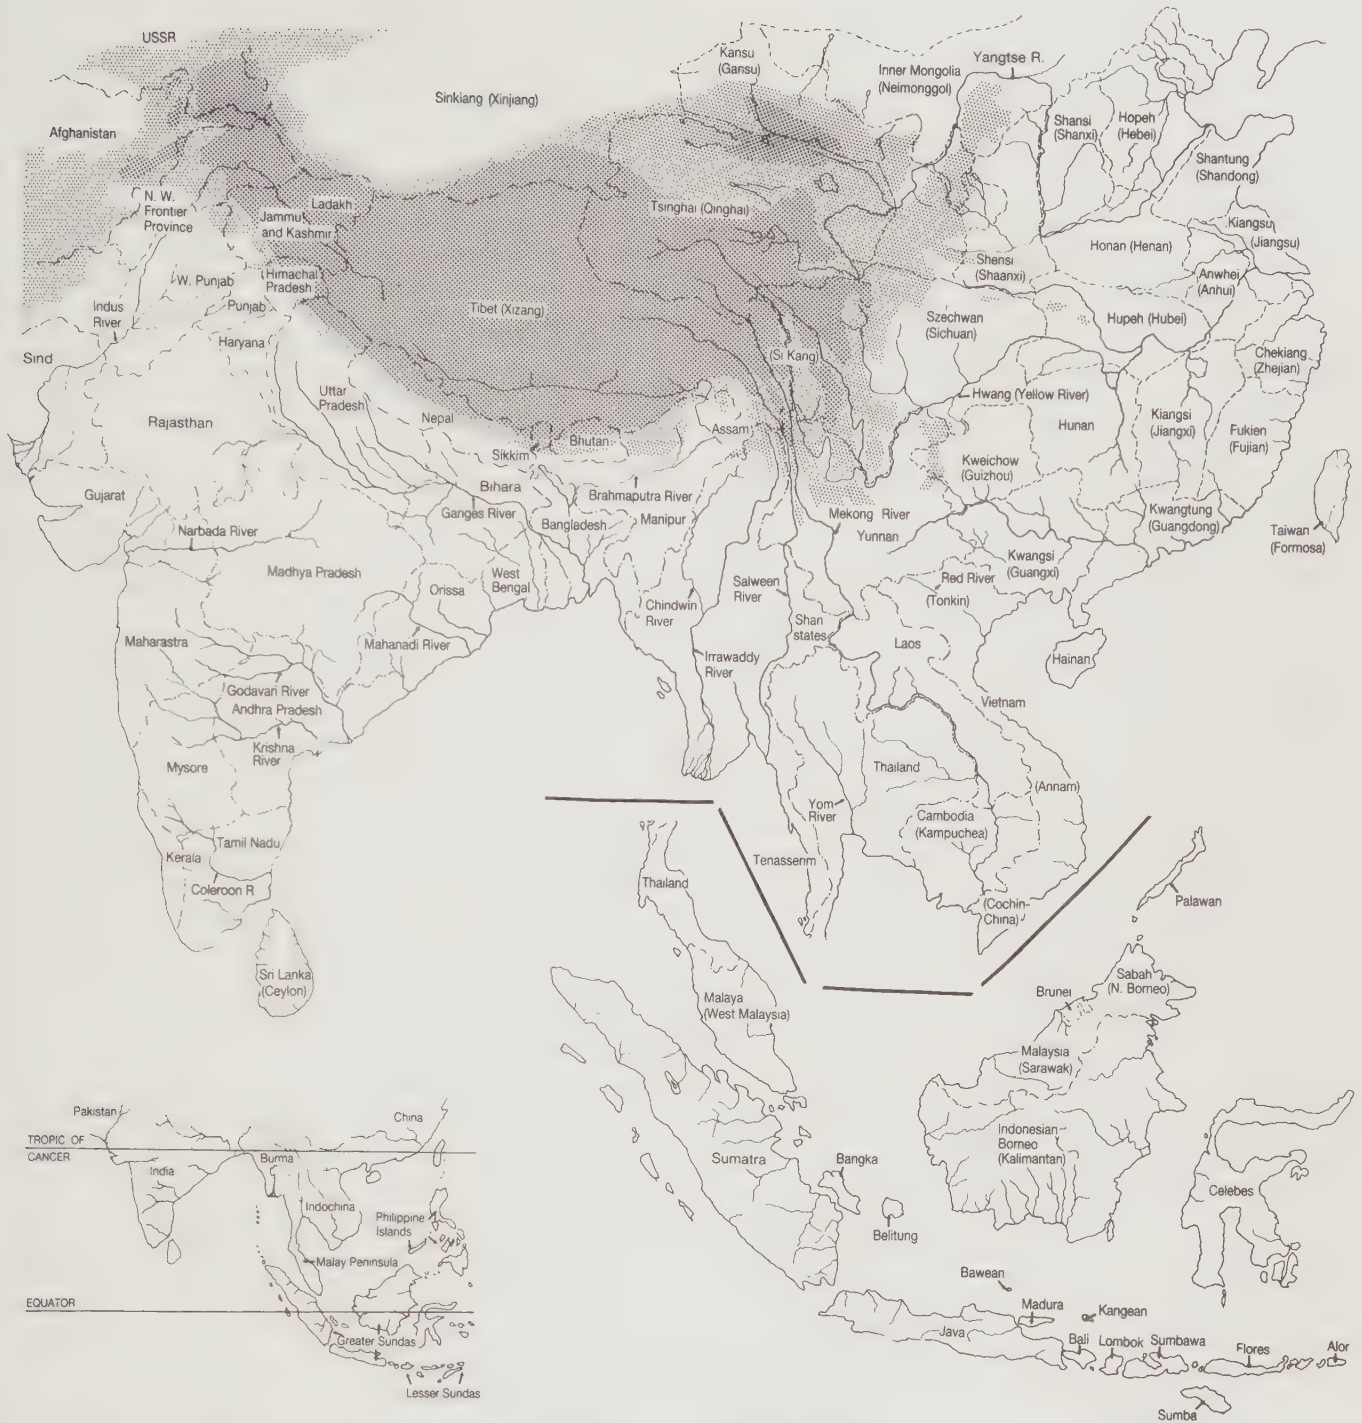 USSR
Kansu
(Gansu)
Inner Mongolia
(Neimonggol)
Yangtse R.
Sinkiang (Xinjiang)
Afghanistan
Shansi
(Shanxi)
Hopeh
(Hebei)
Shantung
(Shandong)
N. W.
Frontier
Province
Ladakh
Jammu
and Kashmir
Tsinghai (Qinghai)
Kiangsu
(Jiangsu)
Honan (Henan)
Shensi
(Shaanxi)
Anwhei
(Anhui)
W. Punjab
Himachal
Pradesh
Punjab
Indus
River
Tibet (Xizang)
Szechwan
(Sichuan)
Hupeh (Hubei)
Haryana
Sind
(Si Kang)
Chekiang
(Zhejian)
Uttar
Pradesh
Hwang (Yellow River)
Nepal
Rajasthan
Assam
Hunan
Kiangsi
(Jiangxi)
Fukien
(Fujian)
Bhutan
Sikkim
Kweichow
(Guizhou)
Gujarat
Bihara
Brahmaputra River
Ganges River
Bangladesh
Manipur
Mekong River
Yunnan
Kwangtung
(Guangdong)
Taiwan
(Formosa)
Narbada River
Kwangsi
(Guangxi)
Madhya Pradesh
West
Bengal
Orissa
Red River
(Tonkin)
Salween
River
Chindwin
River
Shan
states
Maharastra
Mahanadi River
Laos
Hainan
Irrawaddy
River
Godavari River
Andhra Pradesh
Vietnam
Krishna
River
Mysore
Thailand
(Annam)
Yom
River
Cambodia
(Kampuchea)
Tamil Nadu
Kerala
Tenasserim
Coleroon R
Thailand
Palawan
(Cochin-
China)
Sri Lanka
(Ceylon)
Sabah
(N. Borneo)
Brunei
Malaya
(West Malaysia)
Malaysia
(Sarawak)
Pakistan
China
TROPIC OF
CANCER
Burma
India
Indonesian
Borneo
(Kalimantan)
Sumatra
Bangka
Celebes
Indochina
Philippine
Islands
Belitung
Malay Peninsula
Bawean
EQUATOR
Madura
Kangean
Greater Sundas
Java
Bali
Lombok
Sumbawa
Flores
Alor
Lesser Sundas
Sumba